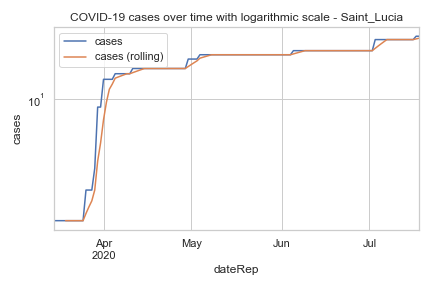 COVID-19 cases over time with logarithmic scale - Saint_Lucia
cases
cases (rolling)
10¹
cases
Apr
2020
May
Jun
Jul
dateRep